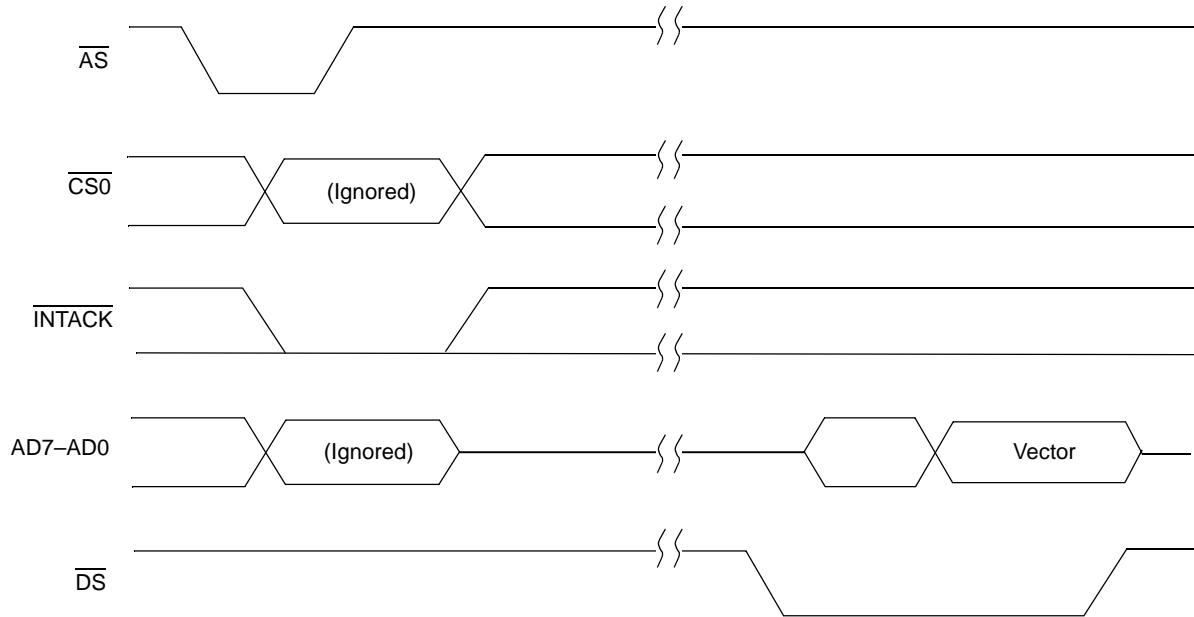 AS
CS0
(Ignored)
INTACK
AD7–AD0
(Ignored)
Vector
DS